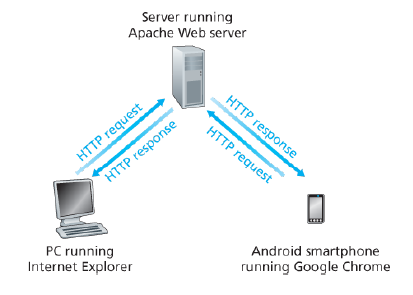 Server running
Apache Web server
HTTP request
HTTP response
HTTP response
HTTP request
PC running
Internet Explorer
Android smartphone
running Google Chrome